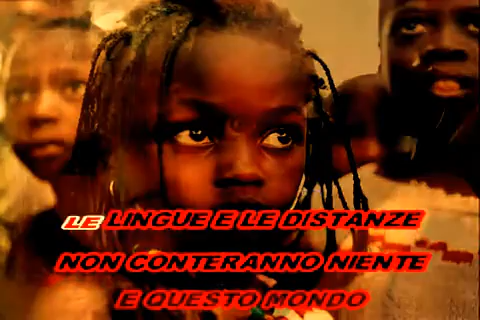 LE LINGUE E LE DISTANZE
NON CONTERANNO NIENTE
E QUESTO MONDO